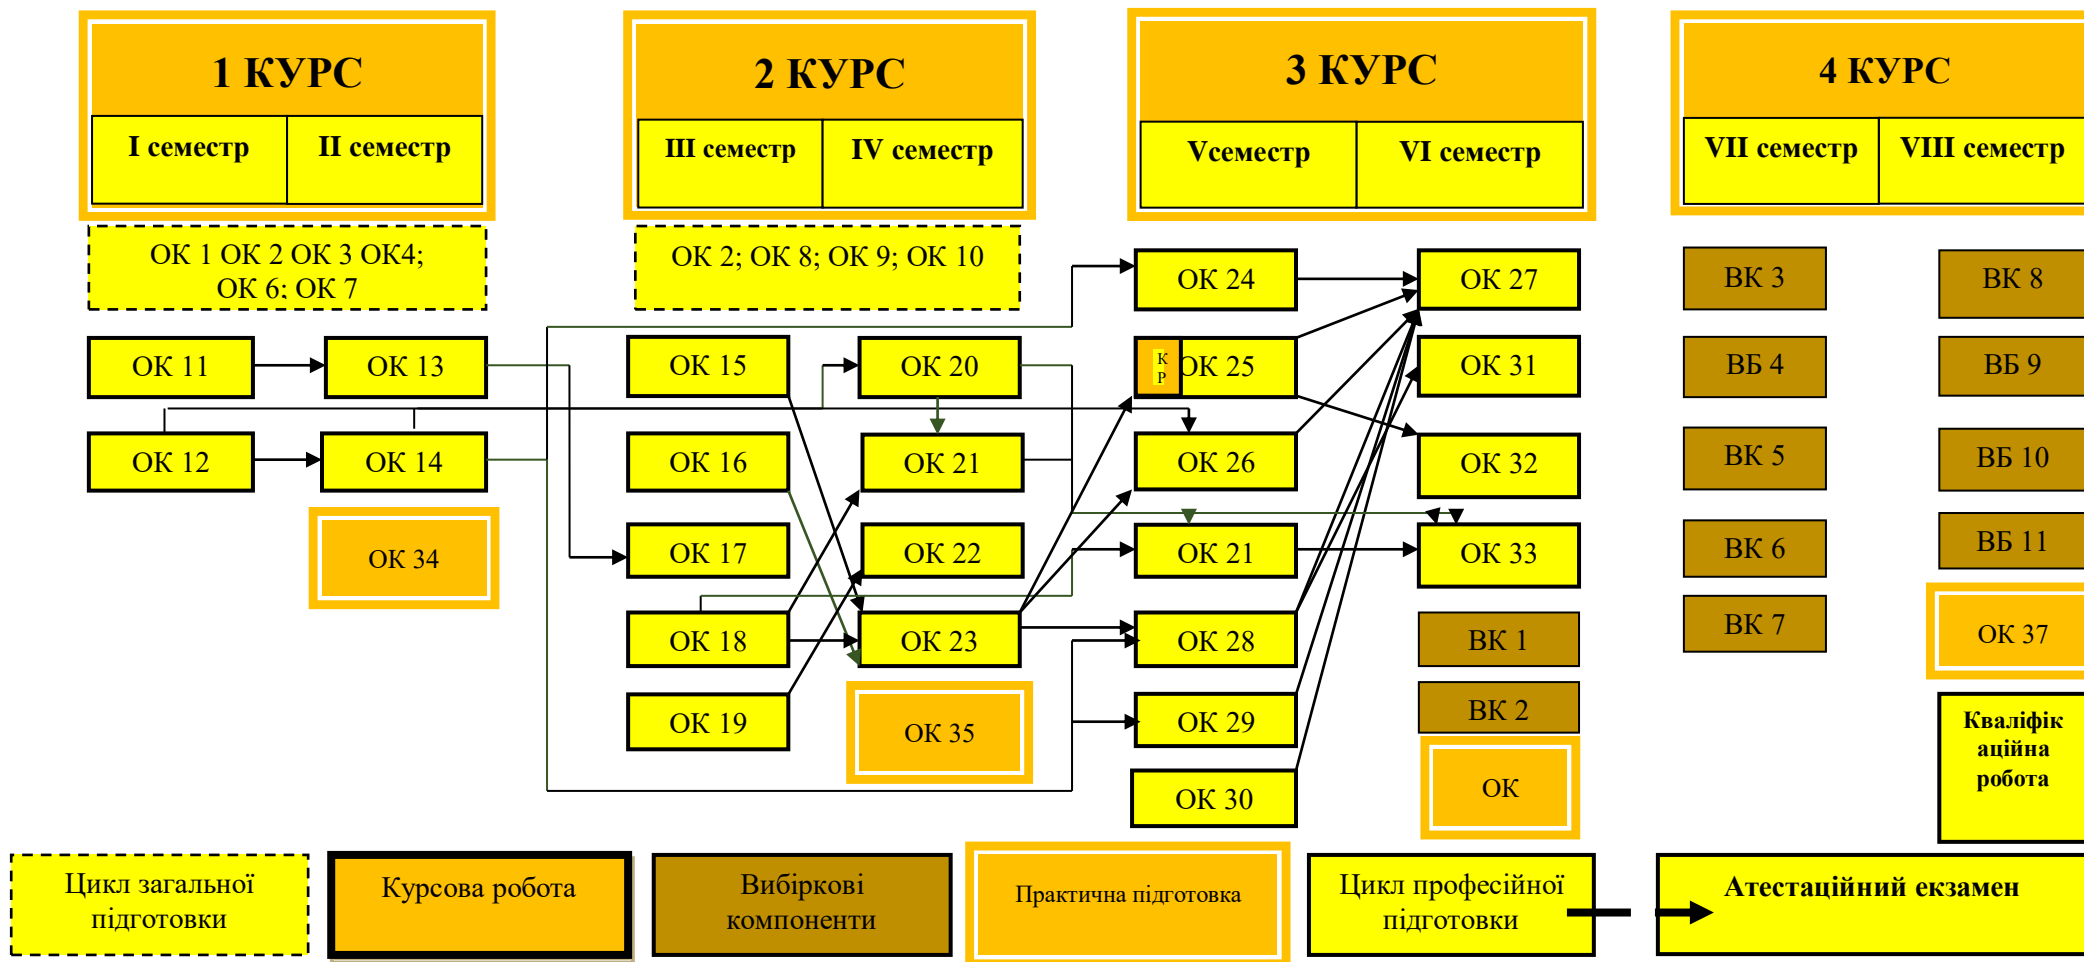 1 КУРС
2 КУРС
3 КУРС
4 КУРС
І семестр
ІІ семестр
ІІІ семестр
IV семестр
Vсеместр
VI семестр
VII семестр
VIII семестр
ОК 1 ОК 2 ОК 3 ОК4;
ОК 6; ОК 7
ОК 2; ОК 8; ОК 9; ОК 10
ОК 24
ОК 27
ВК 3
ВК 8
ОК 11
ОК 13
ОК 15
ОК 20
К
Р
ОК 25
ОК 31
ВБ 4
ВБ 9
ОК 12
ОК 14
ОК 16
ОК 21
ОК 26
ОК 32
ВК 5
ВБ 10
ОК 34
ОК 17
ОК 22
ОК 21
ОК 33
ВК 6
ВБ 11
ОК 18
ОК 23
ОК 28
ВК 1
ВК 7
ОК 37
ОК 19
ОК 35
ОК 29
ВК 2
Кваліфік
аційна
робота
ОК 30
ОК
Цикл загальної
підготовки
Курсова робота
Вибіркові
компоненти
Практична підготовка
Цикл професійної
підготовки
Атестаційний екзамен